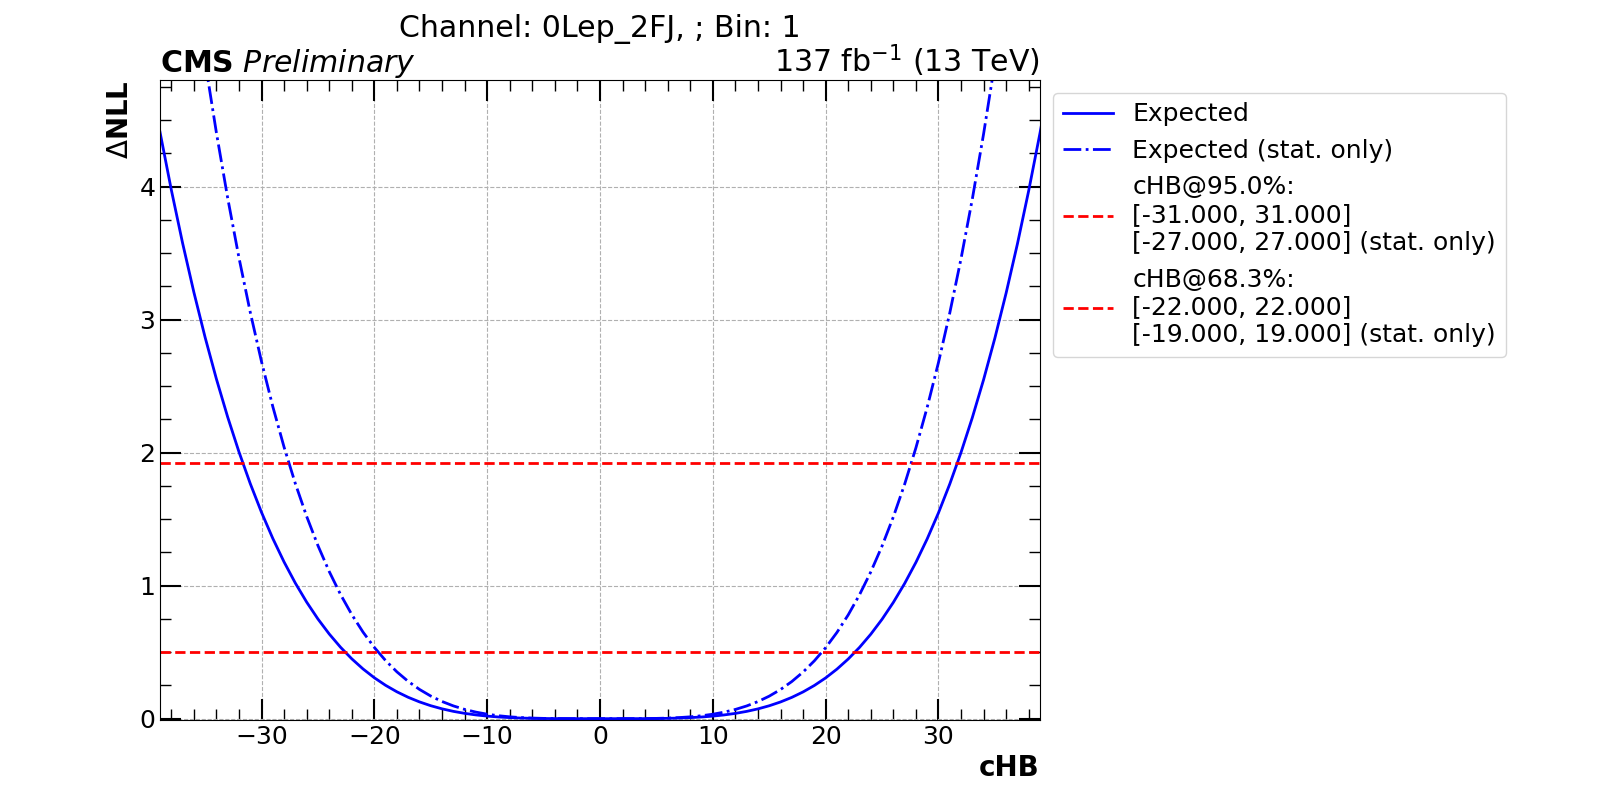 Channel: 0Lep_2FJ, ; Bin: 1
CMS Preliminary 137 fb⁻¹ (13 TeV)
ΔNLL
4
3
2
1
0
−30 −20 −10 0 10 20 30
cHB
Expected
Expected (stat. only)
cHB@95.0%:
[-31.000, 31.000]
[-27.000, 27.000] (stat. only)
cHB@68.3%:
[-22.000, 22.000]
[-19.000, 19.000] (stat. only)